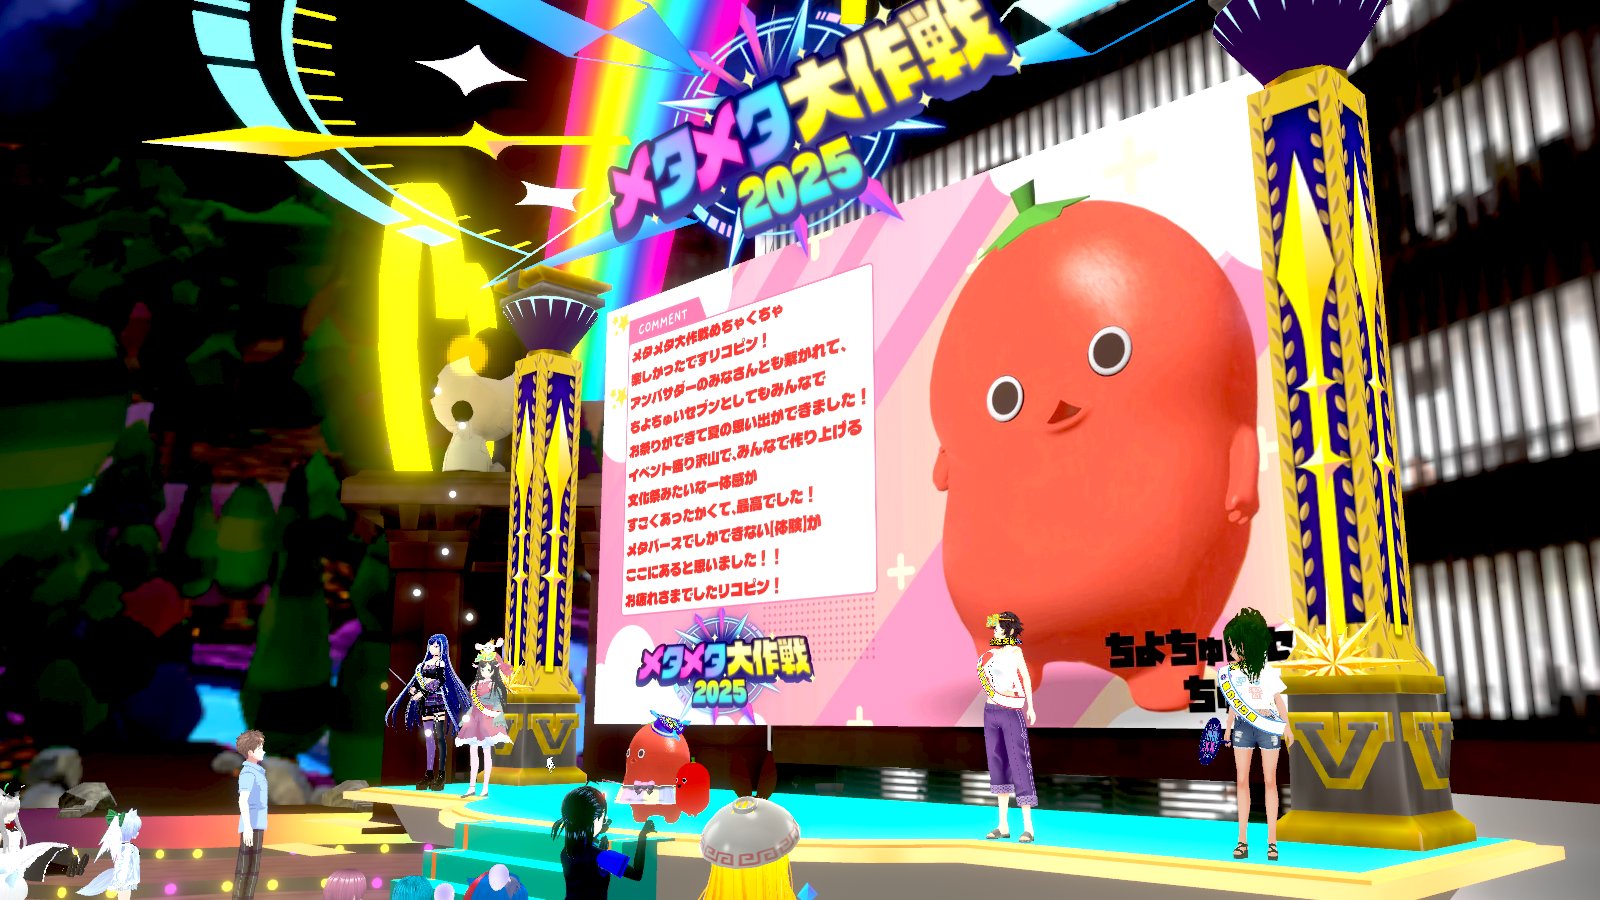 メタメタ大作戦
2025
COMMENT
メタメタ大作戦めちゃくちゃ
楽しかったですリコピン！
アンバサダーのみなさんとも繋がれて、
ちよちゅいセブンとしてもみんなで
お祭りができて夏の思い出ができました！
イベント盛り沢山で、みんなで作り上げる
文化祭みたいな一体感が
すごくあったかくて、最高でした！
メタバースでしかできない[体験]が
ここにあると思いました！！
お疲れさまでしたリコピン！
メタメタ大作戦
2025
ちよちゅ
ち